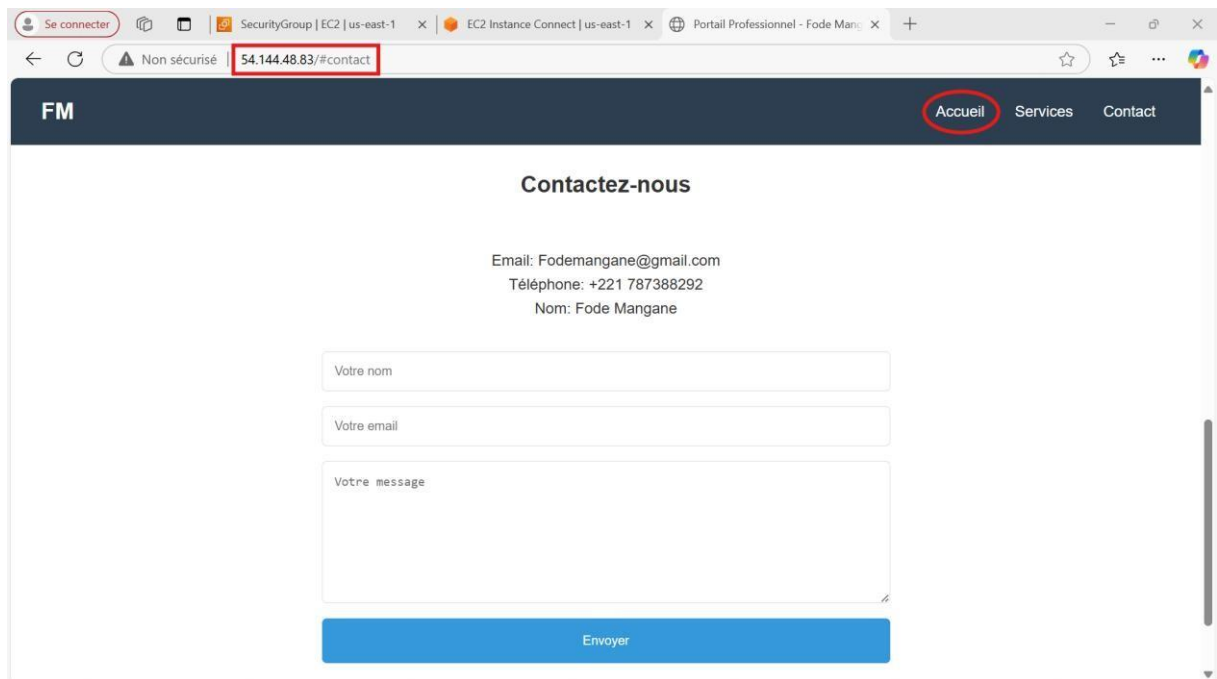 Se connecter
SecurityGroup | EC2 | us-east-1
EC2 Instance Connect | us-east-1
Portail Professionnel - Fode Mang
Non sécurisé
54.144.48.83/#contact
FM
Accueil
Services
Contact
Contactez-nous
Email: Fodemangane@gmail.com
Téléphone: +221 787388292
Nom: Fode Mangane
Votre nom
Votre email
Votre message
Envoyer